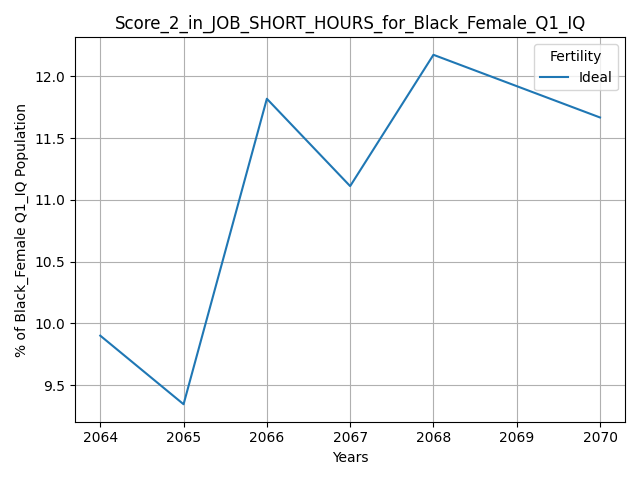 Score_2_in_JOB_SHORT_HOURS_for_Black_Female_Q1_IQ
Fertility
Ideal
% of Black_Female Q1_IQ Population
12.0
11.5
11.0
10.5
10.0
9.5
2064 2065 2066 2067 2068 2069 2070
Years